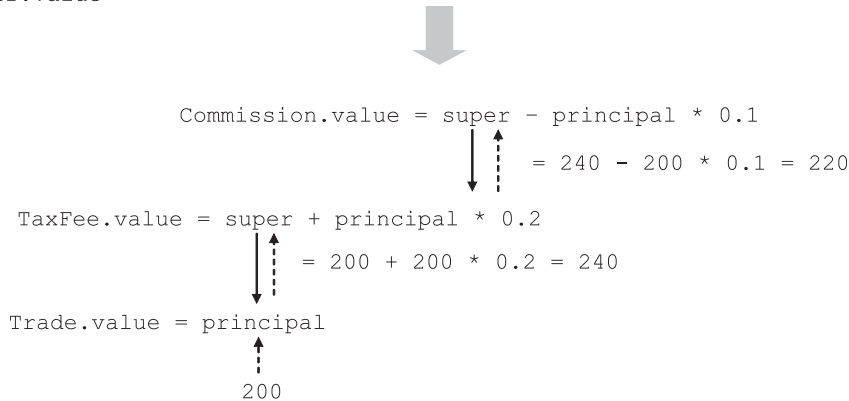 Commission.value = super – principal * 0.1
= 240 - 200 * 0.1 = 220
TaxFee.value = super + principal * 0.2
= 200 + 200 * 0.2 = 240
Trade.value = principal
200